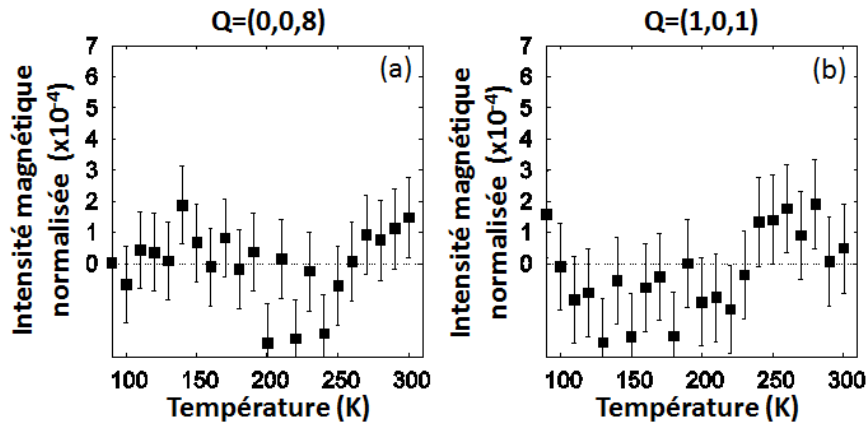 Q=(0,0,8)
(a)
Intensité magnétique
normalisée (x10⁻⁴)
7
6
5
4
3
2
1
0
100 150 200 250 300
Température (K)
Q=(1,0,1)
(b)
Intensité magnétique
normalisée (x10⁻⁴)
7
6
5
4
3
2
1
0
100 150 200 250 300
Température (K)